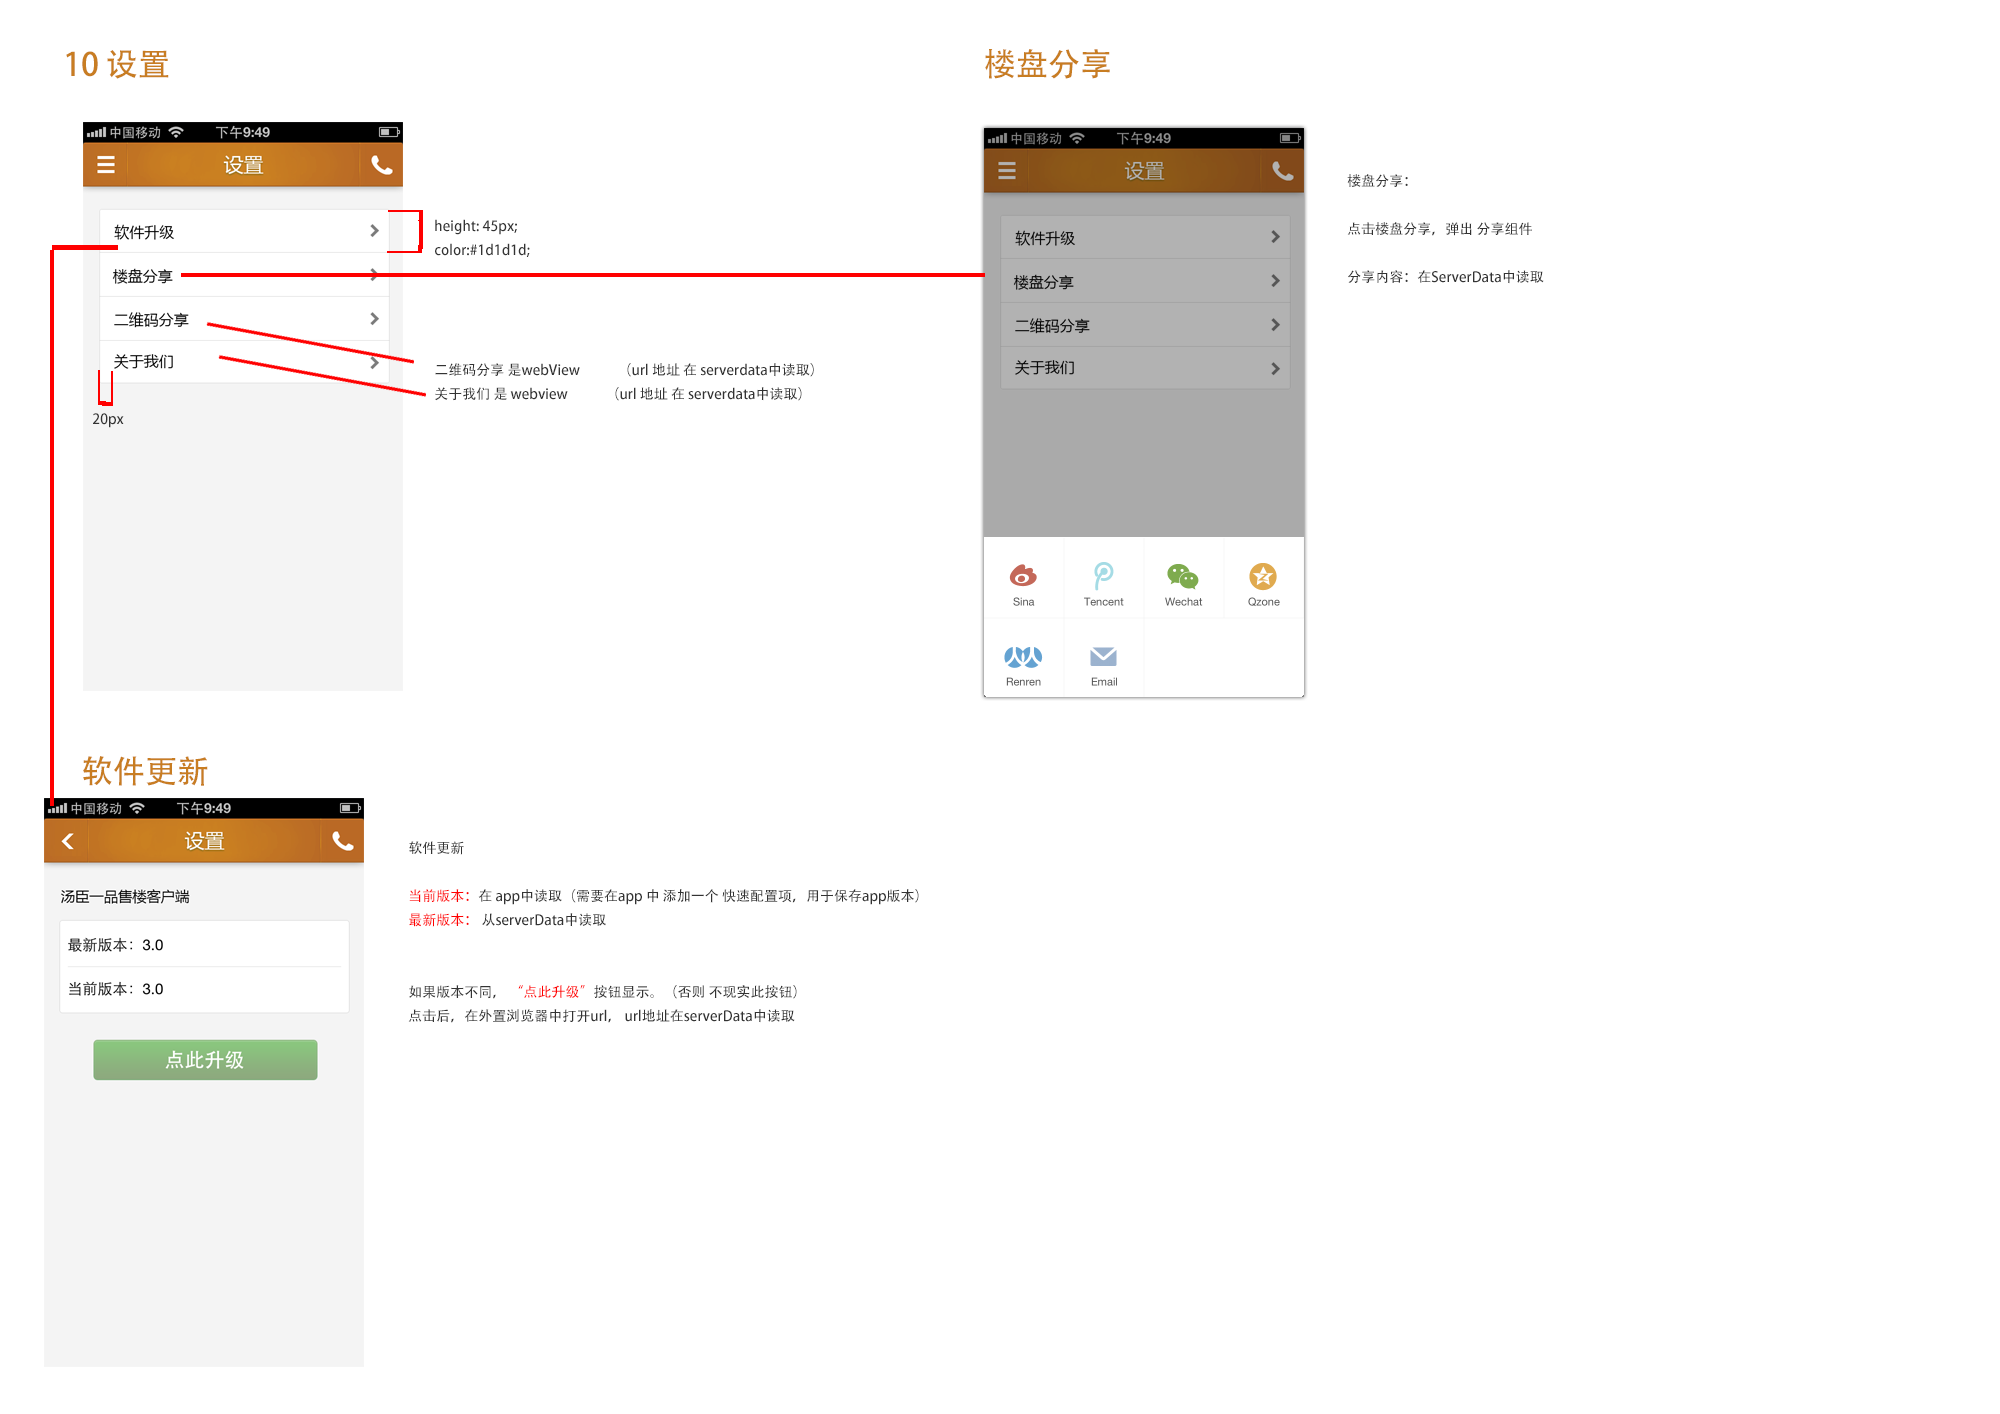 10 设置
中国移动 下午9:49
设置
软件升级
楼盘分享
二维码分享
关于我们
20px
height: 45px;
color:#1d1d1d;
二维码分享 是webView （url 地址 在 serverdata中读取）
关于我们 是 webview （url 地址 在 serverdata中读取）
楼盘分享
中国移动 下午9:49
设置
软件升级
楼盘分享
二维码分享
关于我们
Sina Tencent Wechat Qzone
Renren Email
楼盘分享：
点击楼盘分享，弹出 分享组件
分享内容：在ServerData中读取
软件更新
中国移动 下午9:49
设置
汤臣一品售楼客户端
最新版本：3.0
当前版本：3.0
点此升级
软件更新
当前版本：在 app中读取（需要在app 中 添加一个 快速配置项，用于保存app版本）
最新版本： 从serverData中读取
如果版本不同， “点此升级”按钮显示。（否则 不现实此按钮）
点击后，在外置浏览器中打开url， url地址在serverData中读取